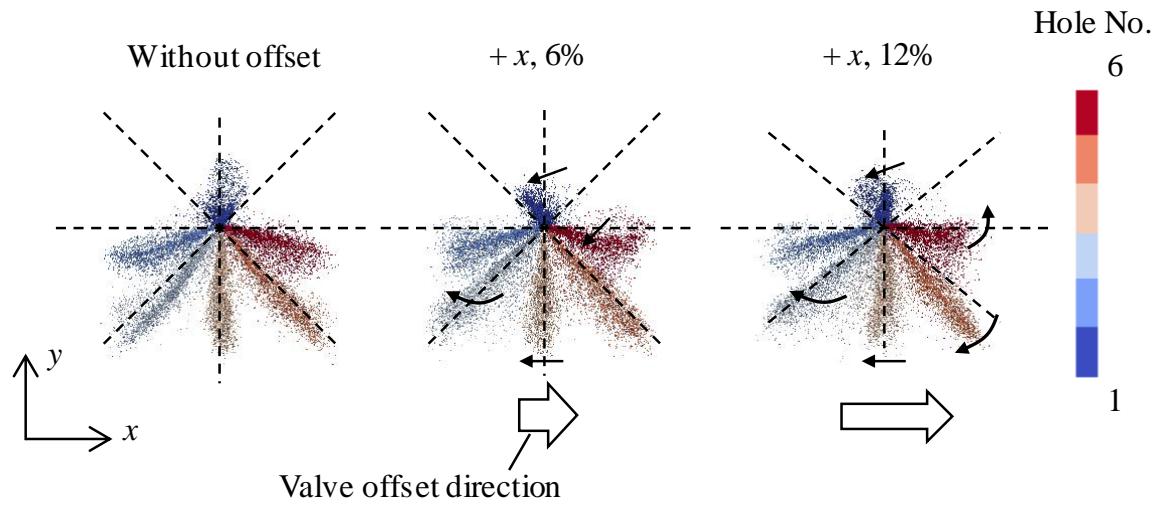 Hole No.
Without offset
+ x, 6%
+ x, 12%
6
y
x
1
Valve offset direction